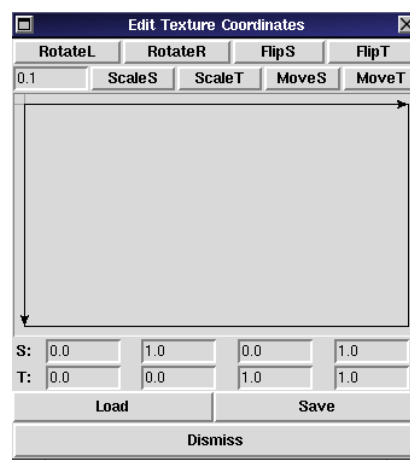 Edit Texture Coordinates
RotateL RotateR FlipS FlipT
0.1 ScaleS ScaleT MoveS MoveT
S: 0.0 1.0 0.0 1.0
T: 0.0 0.0 1.0 1.0
Load Save
Dismiss